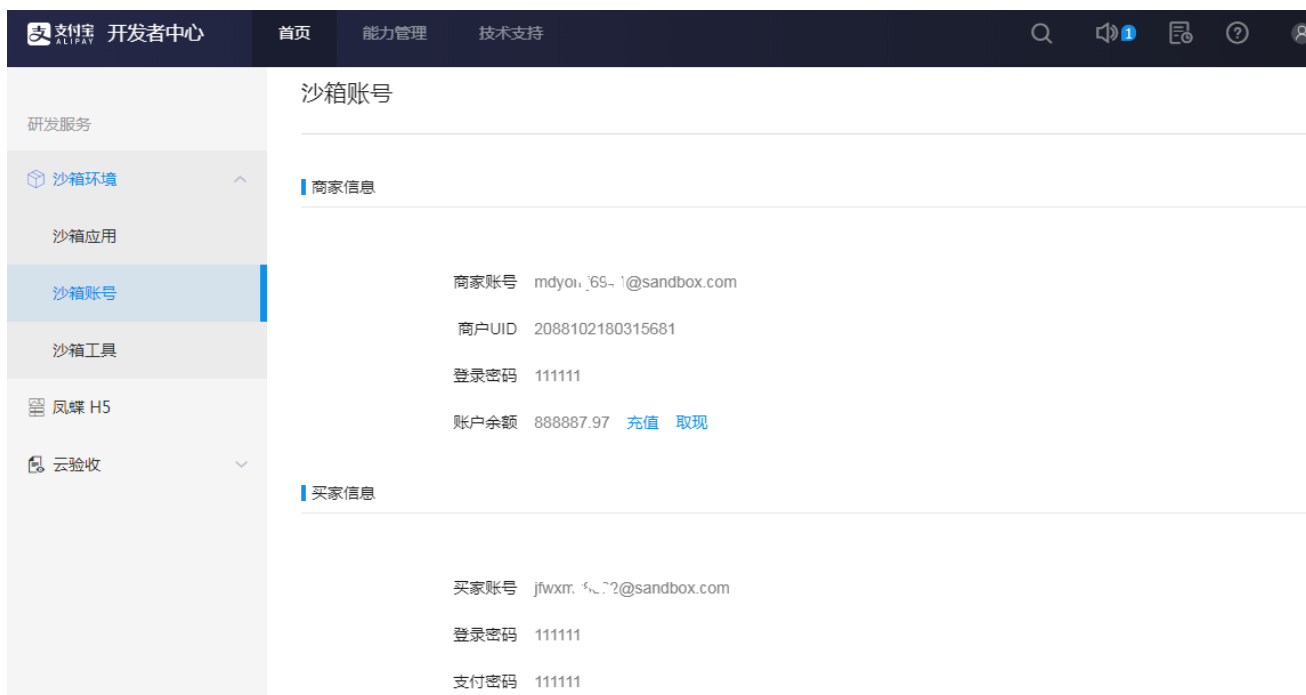 支付宝 ALIPAY 开发者中心 首页 能力管理 技术支持 1
研发服务
沙箱环境
沙箱应用
沙箱账号
沙箱工具
凤蝶 H5
云验收
沙箱账号
商家信息
商家账号 @sandbox.com
商户UID 2088102180315681
登录密码 111111
账户余额 888887.97 充值 取现
买家信息
买家账号 @sandbox.com
登录密码 111111
支付密码 111111